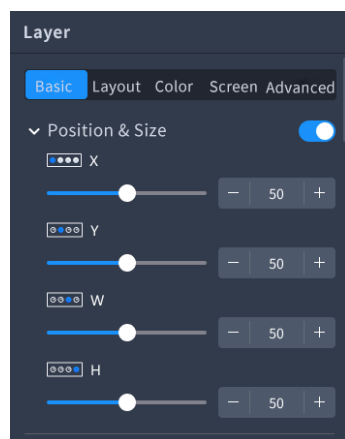 Layer
Basic Layout Color Screen Advanced
Position & Size
X
− 50 +
Y
− 50 +
W
− 50 +
H
− 50 +